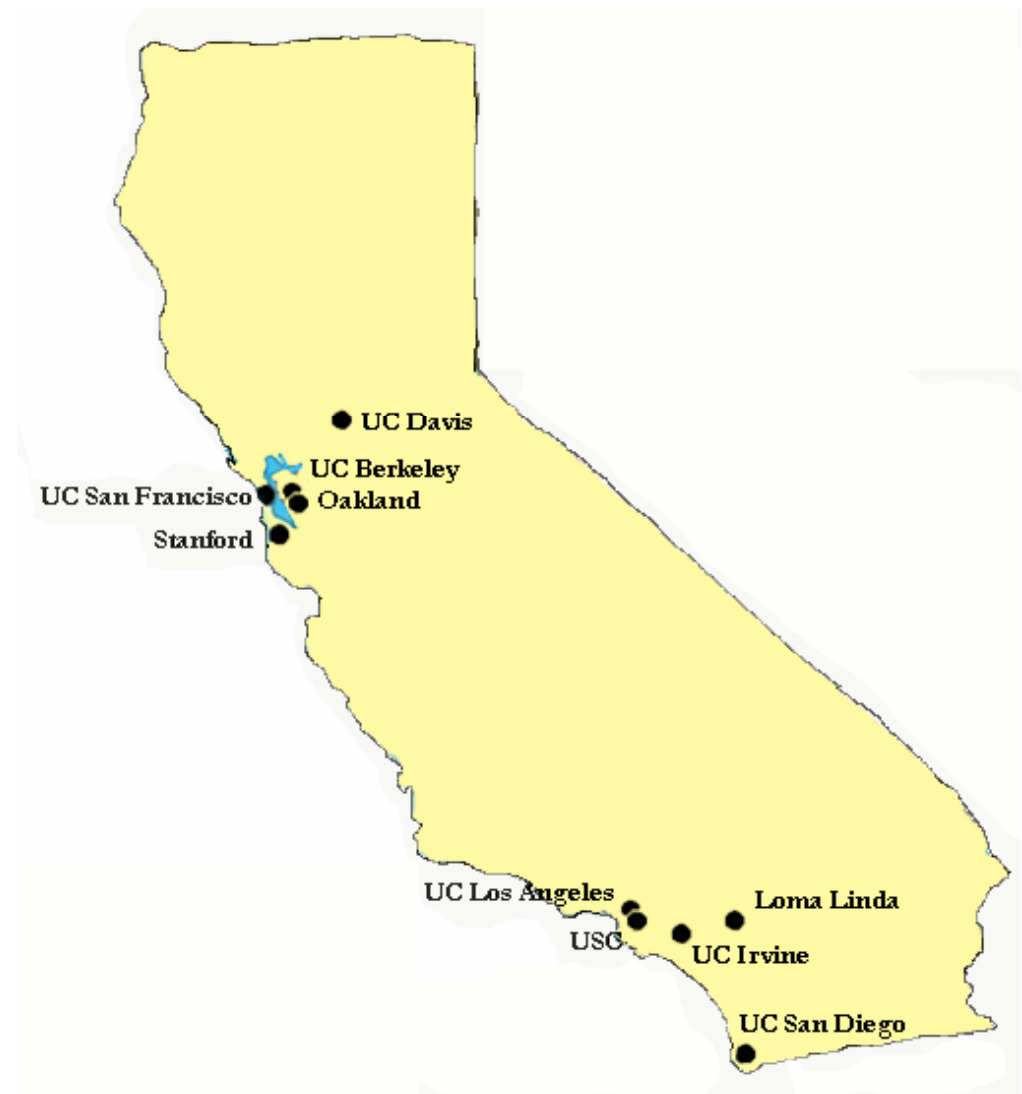 UC Davis
UC Berkeley
UC San Francisco
Oakland
Stanford
UC Los Angeles
Loma Linda
USC
UC Irvine
UC San Diego